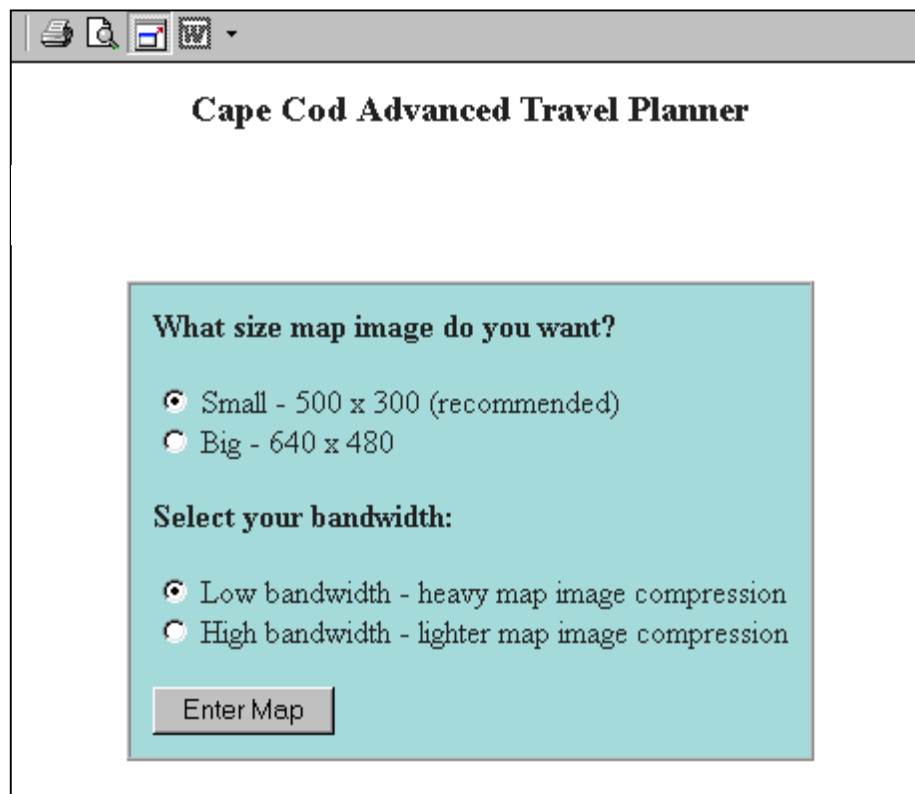 Cape Cod Advanced Travel Planner
What size map image do you want?
Small - 500 x 300 (recommended)
Big - 640 x 480
Select your bandwidth:
Low bandwidth - heavy map image compression
High bandwidth - lighter map image compression
Enter Map